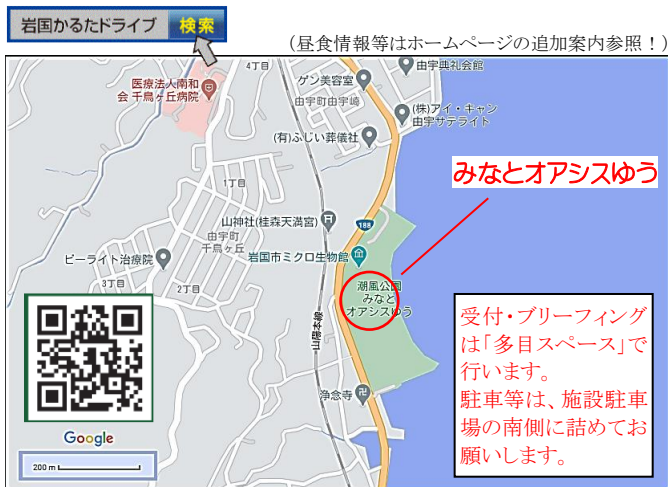 岩国かるたドライブ 検索
(昼食情報等はホームページの追加案内参照！)
4丁目
由宇典礼会館
医療法人南和会 千鳥ヶ丘病院
ゲン美容室
由宇町由宇崎
(株)アイ・キャン
由宇サテライト
(有)ふじい葬儀社
みなとオアシスゆう
1丁目
山神社(桂森天満宮)
188
由宇町
千鳥ヶ丘
ピーライト治療院
岩国市ミクロ生物館
3丁目
2丁目
潮風公園
みなと
オアシスゆう
山陽本線
受付・ブリーフィング
は「多目スペース」で
行います。
駐車等は、施設駐車
場の南側に詰めてお
願いします。
浄念寺
Google
200 m